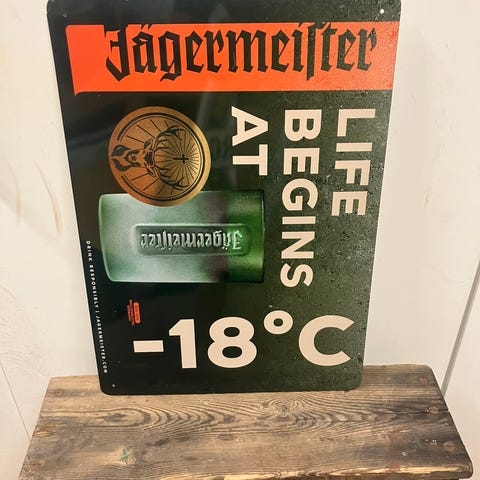 Jägermeiſter
LIFE
BEGINS
AT
Jägermeiſter
-18°C
DRINK RESPONSIBLY | JAGERMEISTER.COM